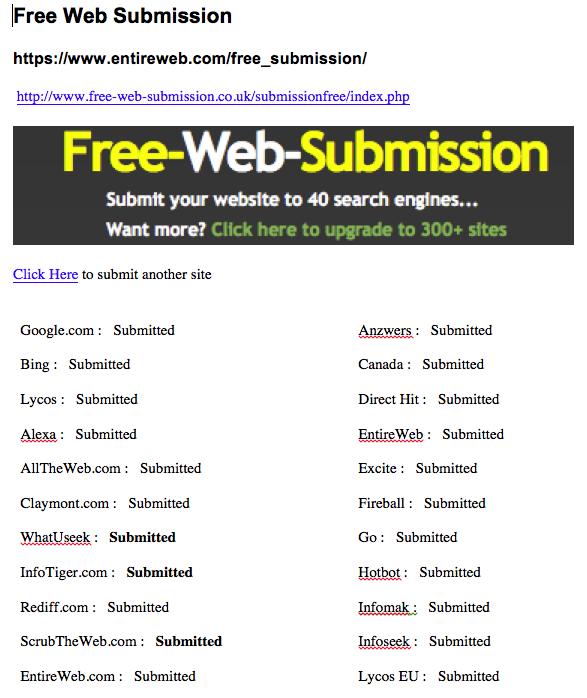 Free Web Submission
https://www.entireweb.com/free_submission/
http://www.free-web-submission.co.uk/submissionfree/index.php
Free-Web-Submission
Submit your website to 40 search engines...
Want more? Click here to upgrade to 300+ sites
Click Here to submit another site
Google.com : Submitted
Bing : Submitted
Lycos : Submitted
Alexa : Submitted
AllTheWeb.com : Submitted
Claymont.com : Submitted
WhatUseek : Submitted
InfoTiger.com : Submitted
Rediff.com : Submitted
ScrubTheWeb.com : Submitted
EntireWeb.com : Submitted
Anzwers : Submitted
Canada : Submitted
Direct Hit : Submitted
EntireWeb : Submitted
Excite : Submitted
Fireball : Submitted
Go : Submitted
Hotbot : Submitted
Infomak : Submitted
Infoseek : Submitted
Lycos EU : Submitted